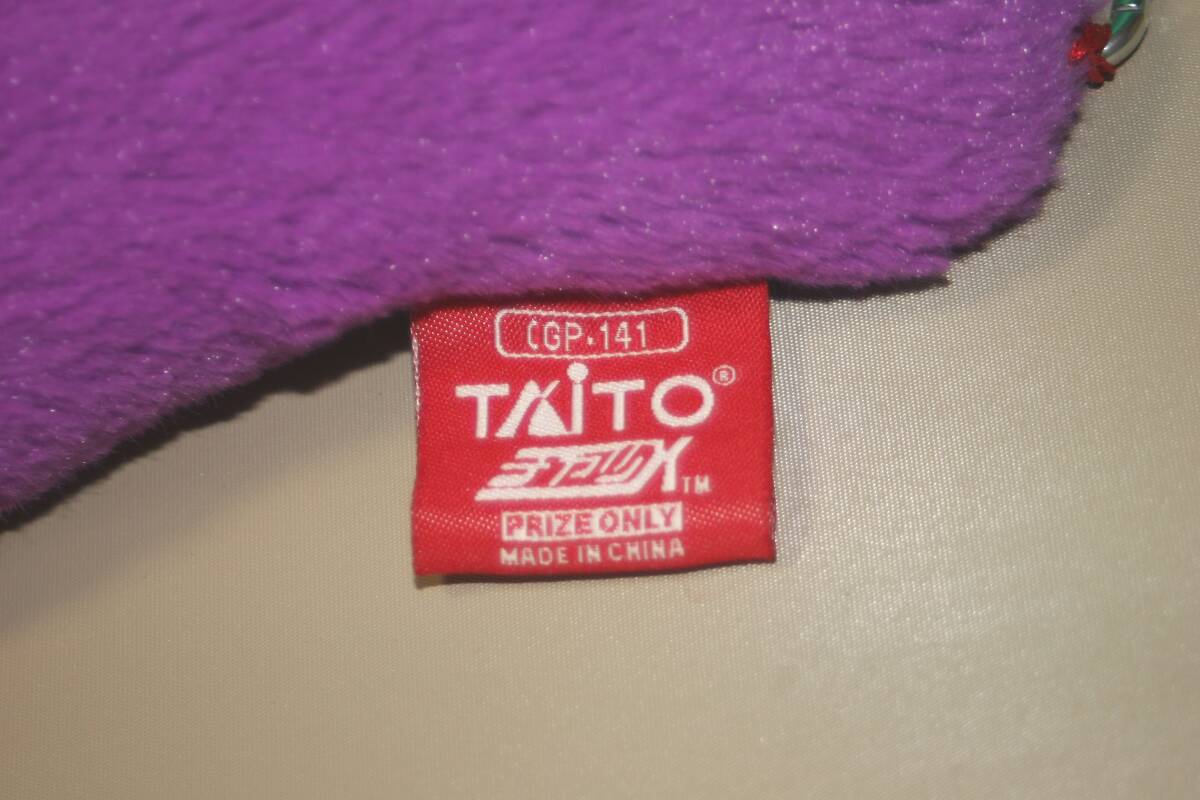 CGP.141
TAITO®
PRIZE ONLY
MADE IN CHINA